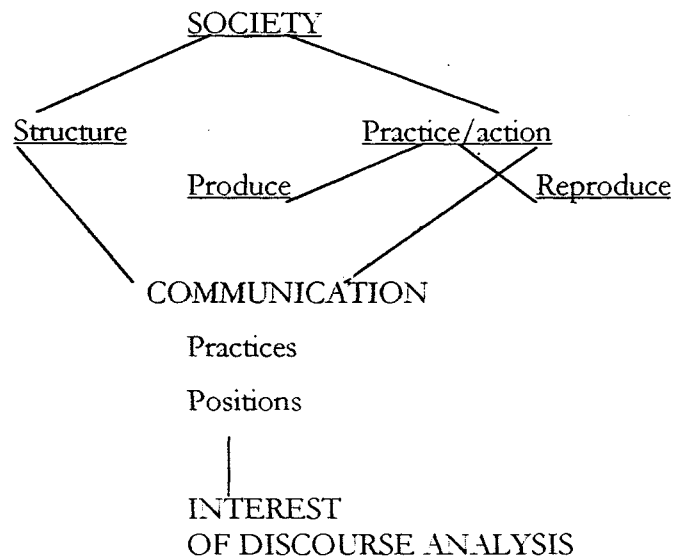 SOCIETY
Structure Practice/action
Produce Reproduce
COMMUNICATION
Practices
Positions
INTEREST
OF DISCOURSE ANALYSIS